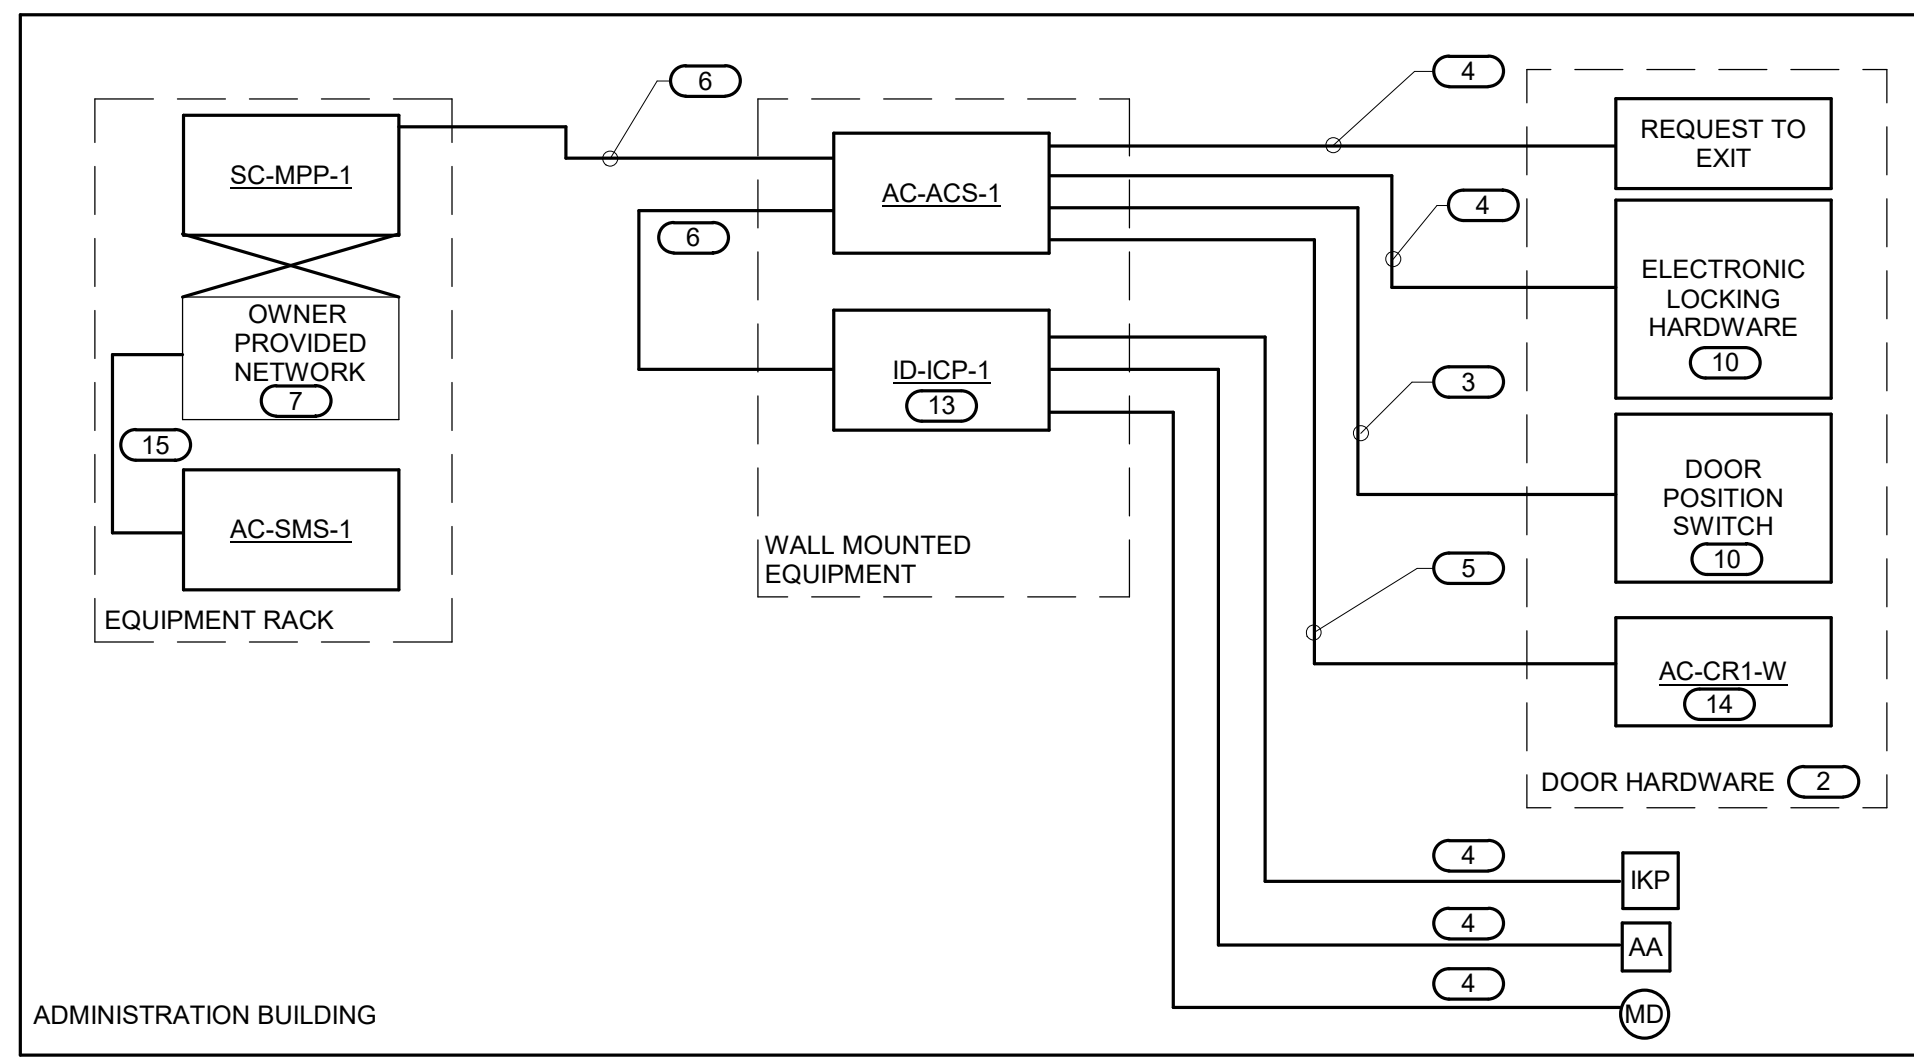 6
4
SC-MPP-1
AC-ACS-1
REQUEST TO
EXIT
6
4
OWNER
PROVIDED
NETWORK
7
ID-ICP-1
13
ELECTRONIC
LOCKING
HARDWARE
10
3
15
AC-SMS-1
EQUIPMENT RACK
WALL MOUNTED
EQUIPMENT
DOOR
POSITION
SWITCH
10
5
AC-CR1-W
14
DOOR HARDWARE 2
4
IKP
4
AA
4
MD
ADMINISTRATION BUILDING